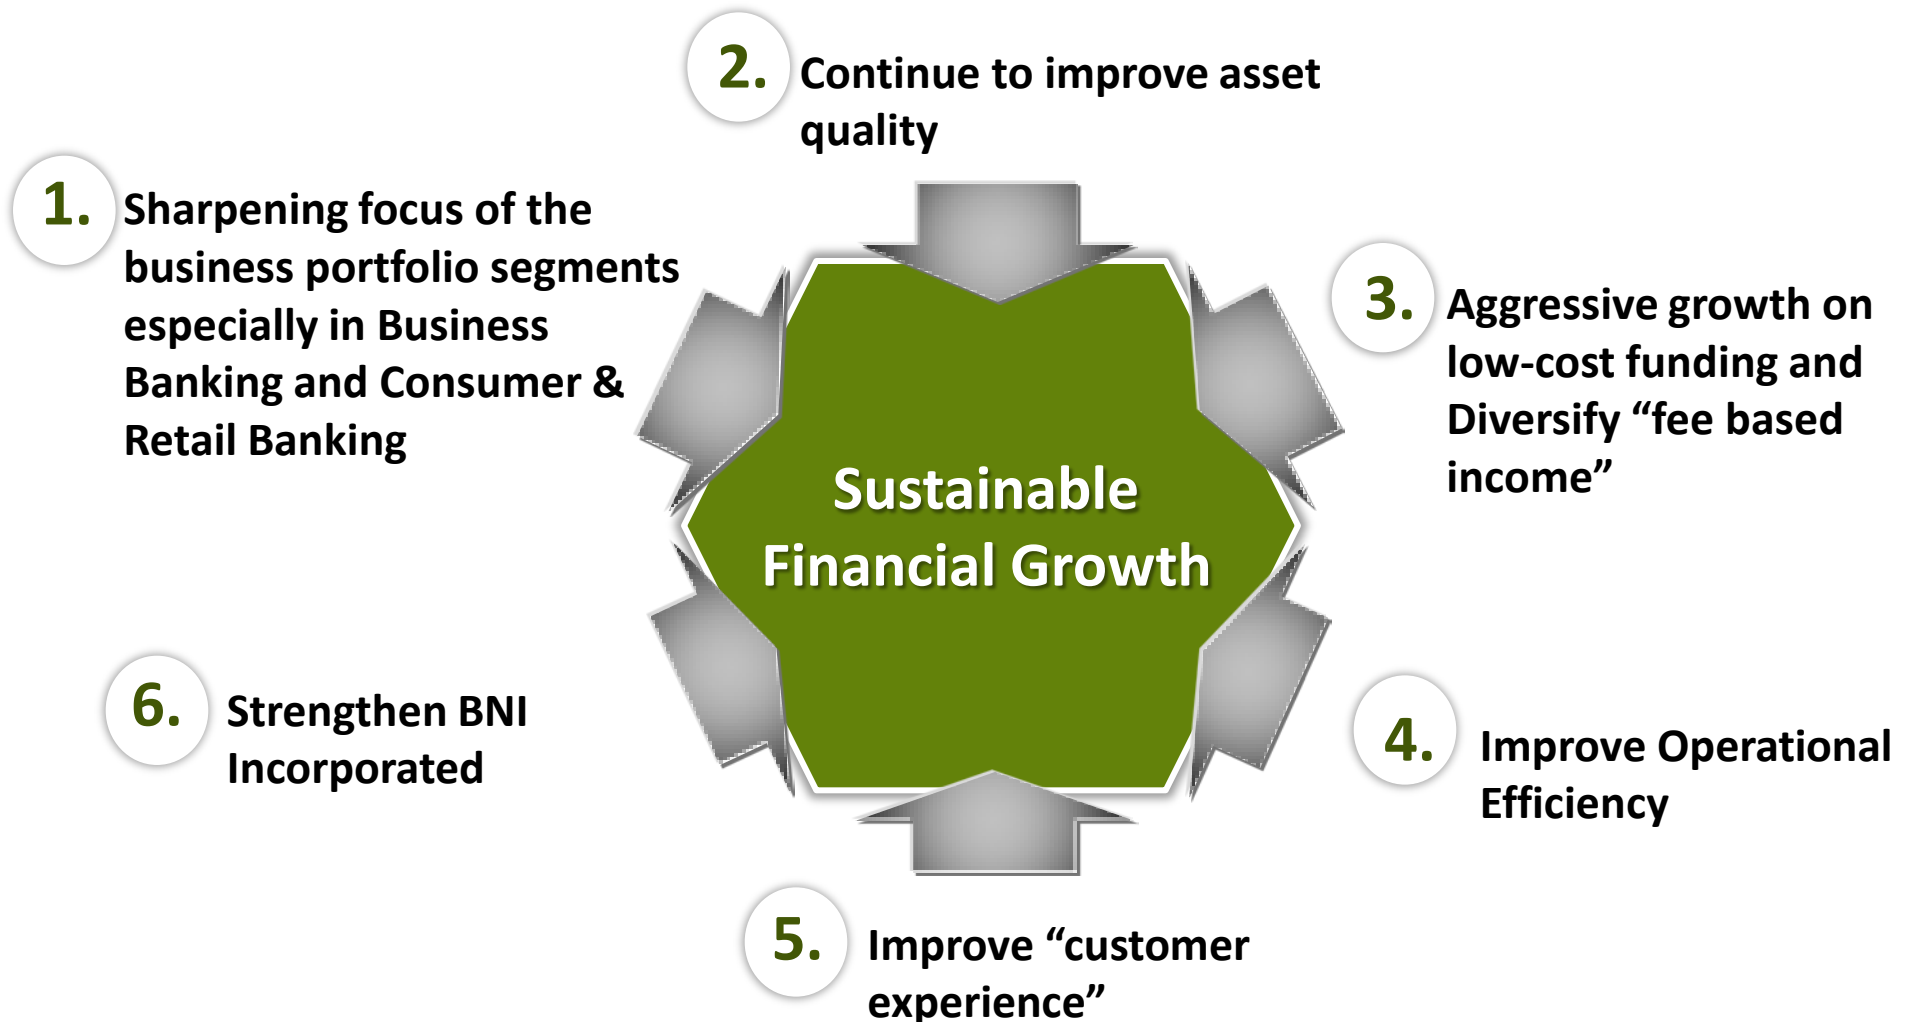 1.
Sharpening focus of the
business portfolio segments
especially in Business
Banking and Consumer &
Retail Banking
2.
Continue to improve asset
quality
3.
Aggressive growth on
low-cost funding and
Diversify “fee based
income”
Sustainable
Financial Growth
4.
Improve Operational
Efficiency
5.
Improve “customer
experience”
6.
Strengthen BNI
Incorporated